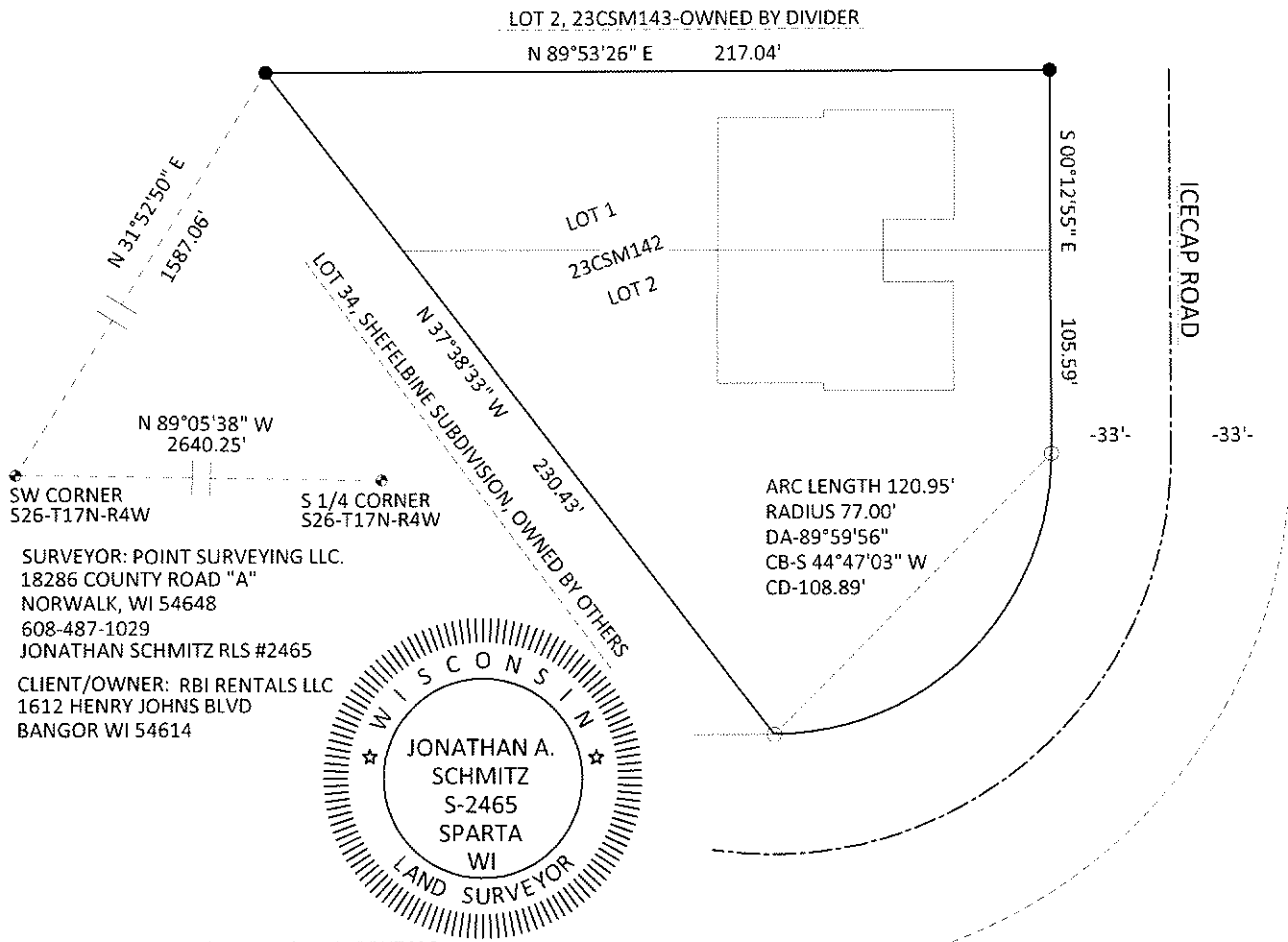 LOT 2, 23CSM143-OWNED BY DIVIDER
N 89°53'26" E 217.04'
N 31°52'50" E
1587.06'
LOT 1
23CSM142
LOT 2
S 00°12'55" E 105.59'
ICECAP ROAD
LOT 34, SHEFELBINE SUBDIVISION, OWNED BY OTHERS
N 37°38'33" W 230.43'
-33'- -33'-
N 89°05'38" W
2640.25'
SW CORNER
S26-T17N-R4W
S 1/4 CORNER
S26-T17N-R4W
ARC LENGTH 120.95'
RADIUS 77.00'
DA-89°59'56"
CB-S 44°47'03" W
CD-108.89'
SURVEYOR: POINT SURVEYING LLC.
18286 COUNTY ROAD "A"
NORWALK, WI 54648
608-487-1029
JONATHAN SCHMITZ RLS #2465
CLIENT/OWNER: RBI RENTALS LLC
1612 HENRY JOHNS BLVD
BANGOR WI 54614
WISCONSIN
JONATHAN A.
SCHMITZ
S-2465
SPARTA
WI
LAND SURVEYOR